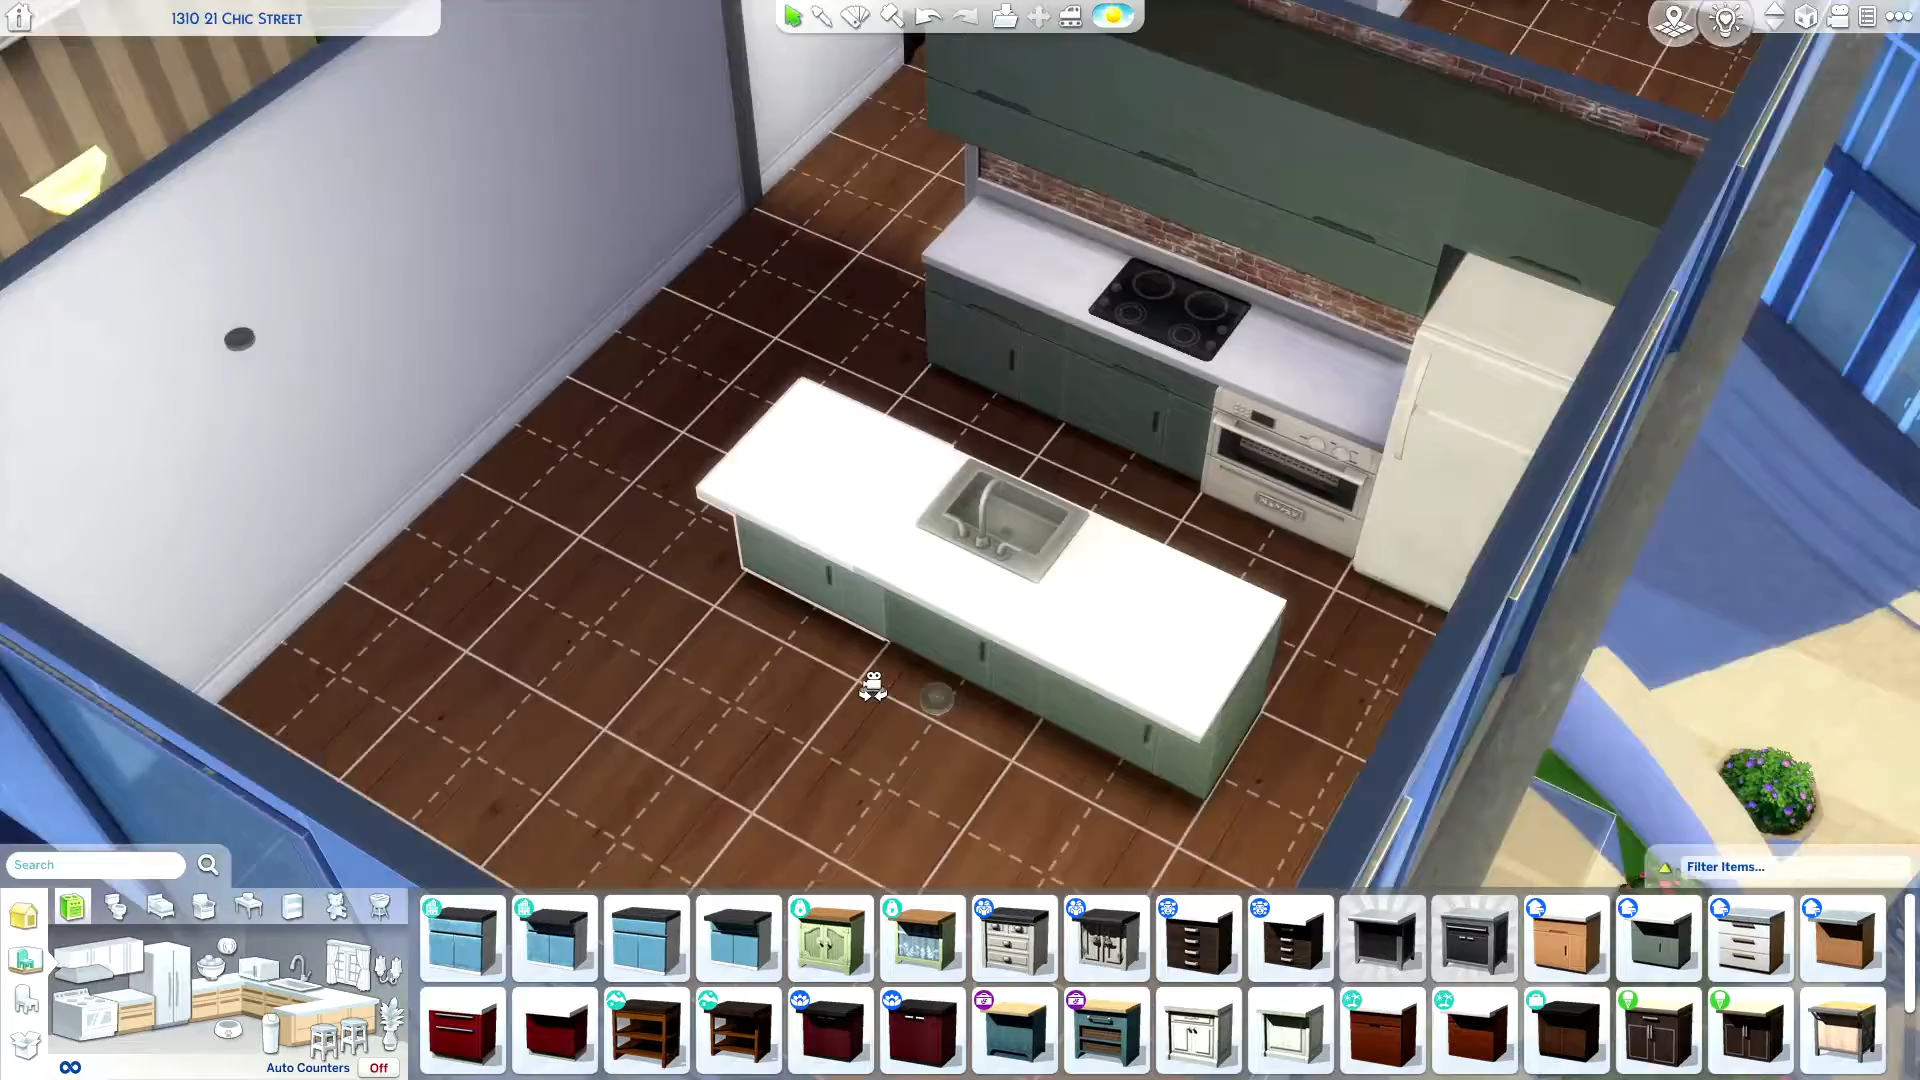 1310 21 Chic Street
Search
Filter Items...
Auto Counters
Off